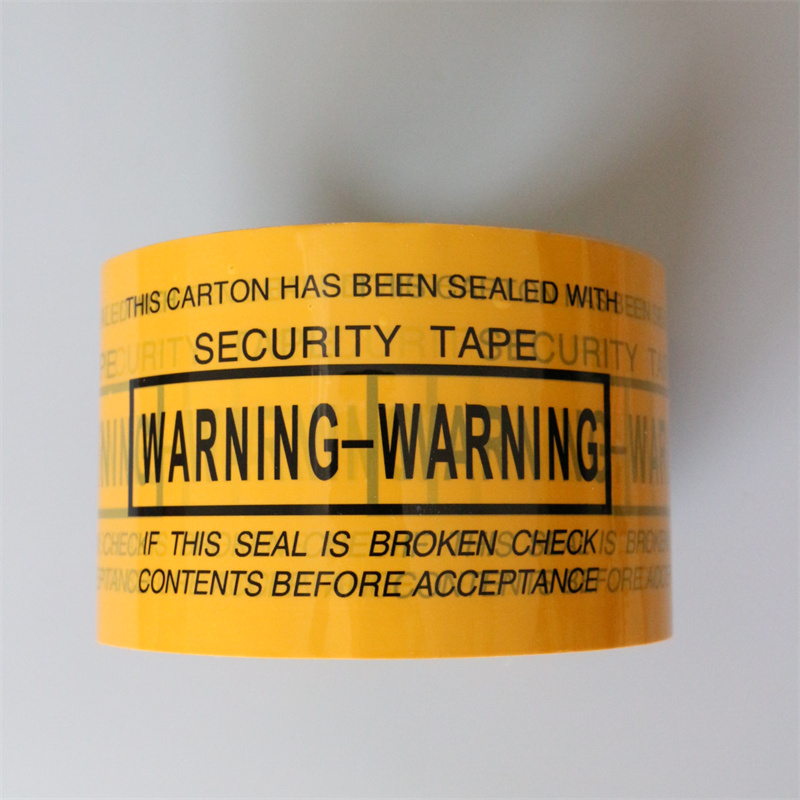 THIS CARTON HAS BEEN SEALED WITH
SECURITY TAPE
WARNING–WARNING
IF THIS SEAL IS BROKEN CHECK
CONTENTS BEFORE ACCEPTANCE